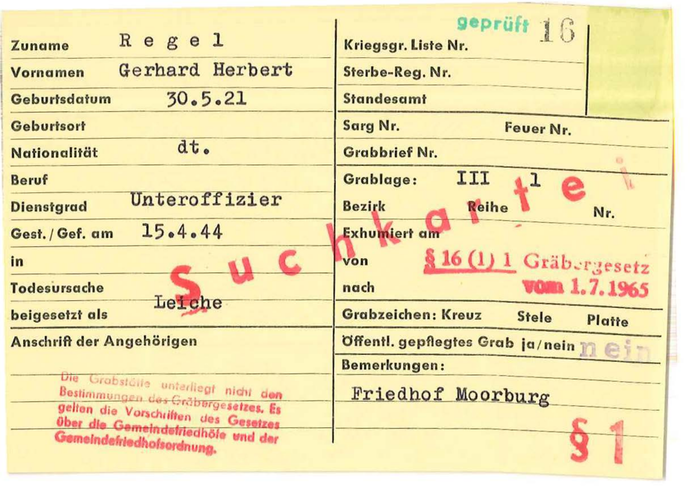 geprüft 16
Zuname Regel
Vornamen Gerhard Herbert
Geburtsdatum 30.5.21
Geburtsort
Nationalität dt.
Beruf
Dienstgrad Unteroffizier
Gest./Gef. am 15.4.44
in
Todesursache
beigesetzt als Leiche
Anschrift der Angehörigen
Die Grabstätte unterliegt nicht den
Bestimmungen des Gräbergesetzes. Es
gelten die Vorschriften des Gesetzes
über die Gemeindefriedhöfe und der
Gemeindefriedhofsordnung.
Suchkartei
Kriegsgr. Liste Nr.
Sterbe-Reg. Nr.
Standesamt
Sarg Nr. Feuer Nr.
Grabbrief Nr.
Grablage: III 1
Bezirk Reihe Nr.
Exhumiert am
von § 16 (1) 1 Gräbergesetz
nach vom 1.7.1965
Grabzeichen: Kreuz Stele Platte
Öffentl. gepflegtes Grab ja/nein nein
Bemerkungen:
Friedhof Moorburg
§ 1